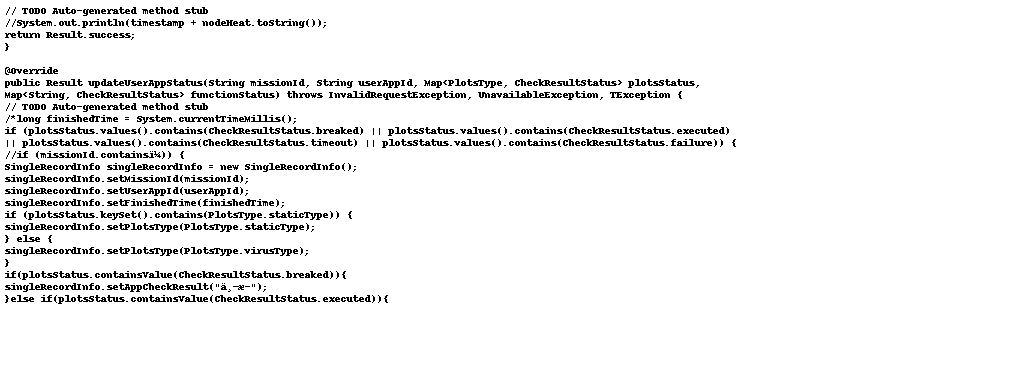 // TODO Auto-generated method stub
//System.out.println(timestamp + nodeHeat.toString());
return Result.success;
}
@Override
public Result updateUserAppStatus(String missionId, String userAppId, Map<PlotsType, CheckResultStatus> plotsStatus,
Map<String, CheckResultStatus> functionStatus) throws InvalidRequestException, UnavailableException, TException {
// TODO Auto-generated method stub
/*long finishedTime = System.currentTimeMillis();
if (plotsStatus.values().contains(CheckResultStatus.breaked) || plotsStatus.values().contains(CheckResultStatus.executed)
|| plotsStatus.values().contains(CheckResultStatus.timeout) || plotsStatus.values().contains(CheckResultStatus.failure)) {
//if (missionId.containsï¼)) {
SingleRecordInfo singleRecordInfo = new SingleRecordInfo();
singleRecordInfo.setMissionId(missionId);
singleRecordInfo.setUserAppId(userAppId);
singleRecordInfo.setFinishedTime(finishedTime);
if (plotsStatus.keySet().contains(PlotsType.staticType)) {
singleRecordInfo.setPlotsType(PlotsType.staticType);
} else {
singleRecordInfo.setPlotsType(PlotsType.virusType);
}
if(plotsStatus.containsValue(CheckResultStatus.breaked)){
singleRecordInfo.setAppCheckResult("ä¸­æ­");
}else if(plotsStatus.containsValue(CheckResultStatus.executed)){